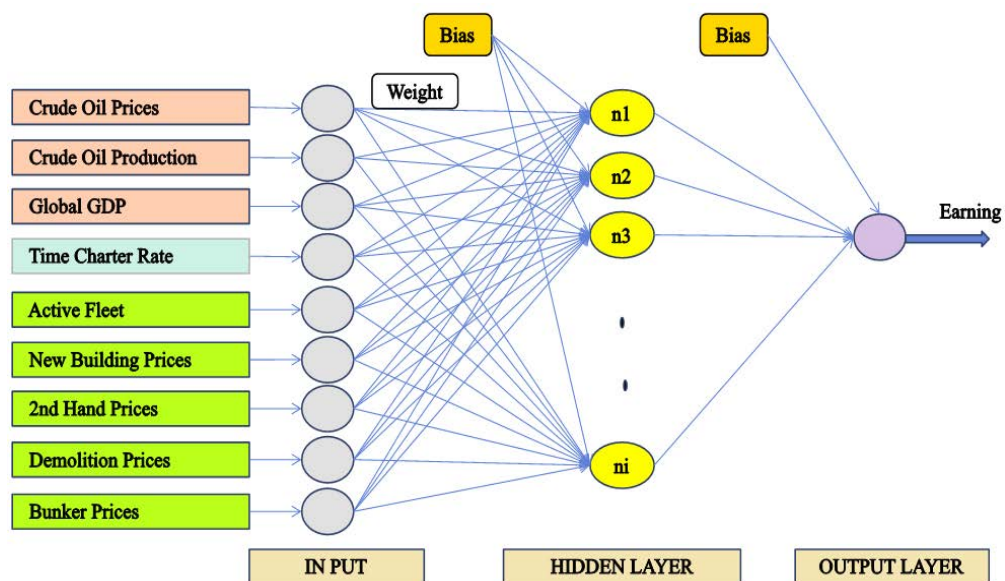 Bias
Bias
Weight
Crude Oil Prices
Crude Oil Production
Global GDP
Time Charter Rate
Active Fleet
New Building Prices
2nd Hand Prices
Demolition Prices
Bunker Prices
n1
n2
n3
ni
Earning
IN PUT
HIDDEN LAYER
OUTPUT LAYER